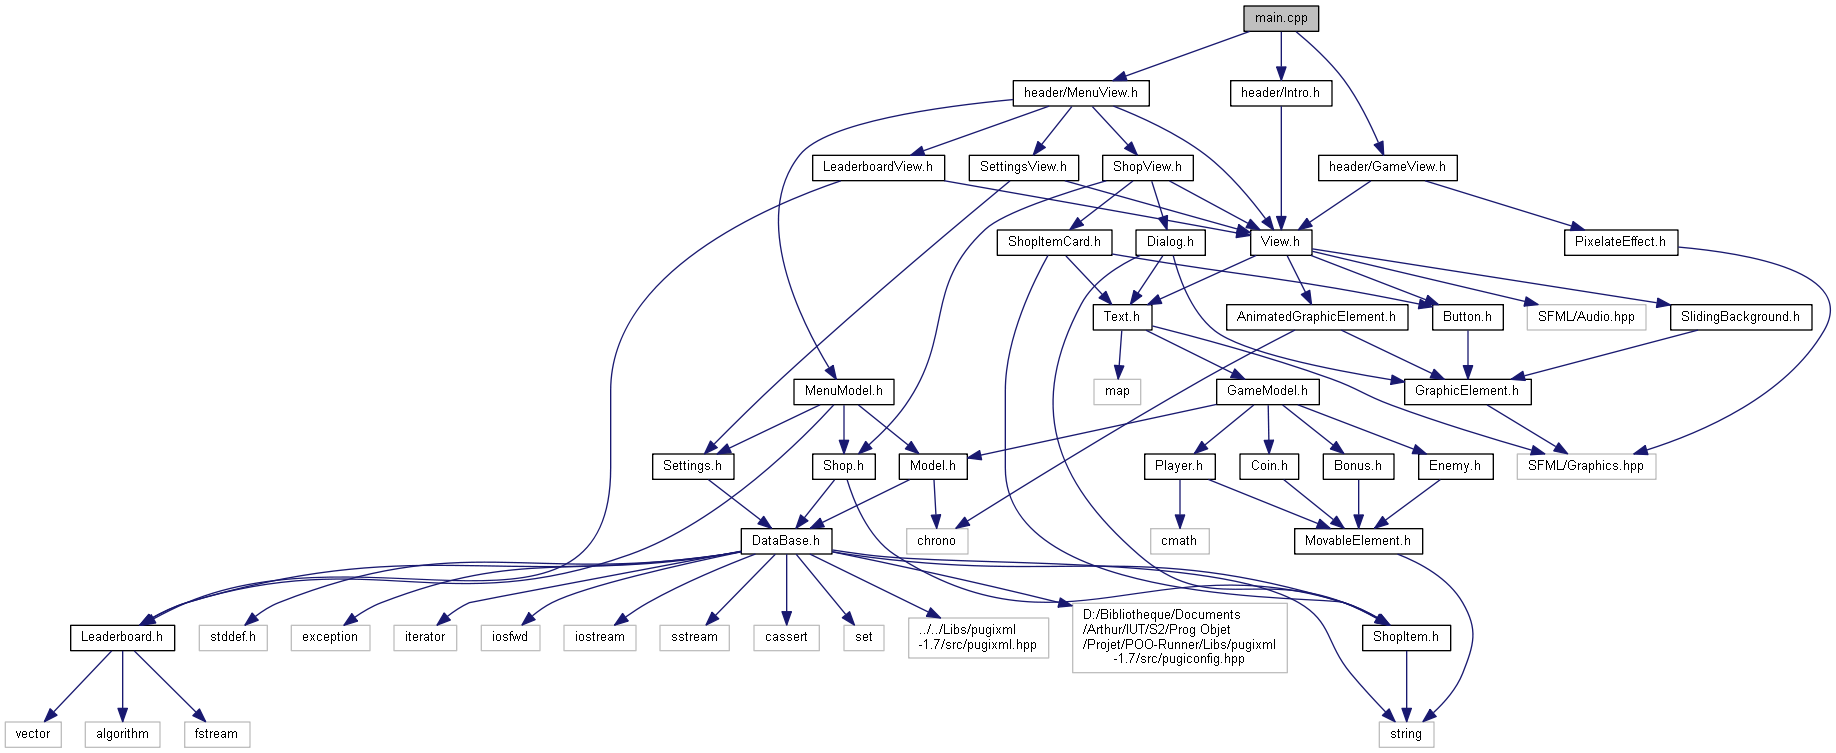 main.cpp
header/MenuView.h
header/Intro.h
LeaderboardView.h
SettingsView.h
ShopView.h
header/GameView.h
ShopItemCard.h
Dialog.h
View.h
PixelateEffect.h
Text.h
AnimatedGraphicElement.h
Button.h
SFML/Audio.hpp
SlidingBackground.h
MenuModel.h
map
GameModel.h
GraphicElement.h
Settings.h
Shop.h
Model.h
Player.h
Coin.h
Bonus.h
Enemy.h
SFML/Graphics.hpp
DataBase.h
chrono
cmath
MovableElement.h
Leaderboard.h
stddef.h
exception
iterator
iosfwd
iostream
sstream
cassert
set
../../Libs/pugixml
-1.7/src/pugixml.hpp
D:/Bibliotheque/Documents
/Arthur/IUT/S2/Prog Objet
/Projet/POO-Runner/Libs/pugixml
-1.7/src/pugiconfig.hpp
ShopItem.h
vector
algorithm
fstream
string